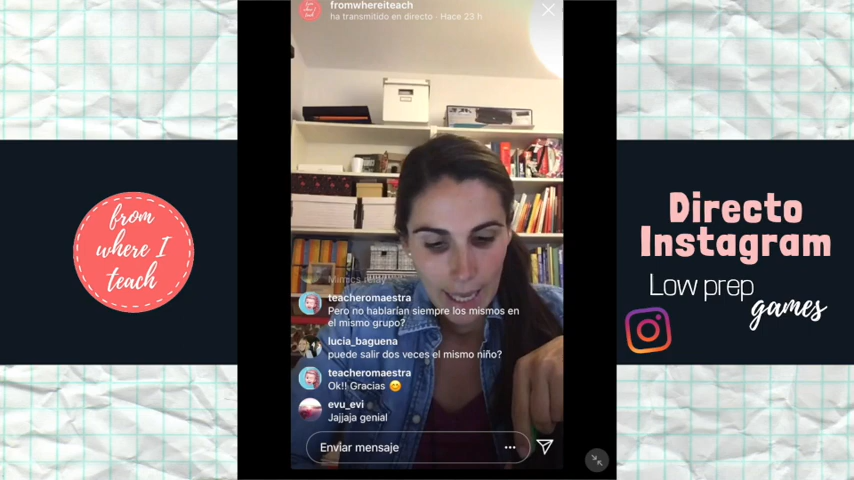 fromwhereiteach
ha transmitido en directo · Hace 23 h
from
where I
teach
Directo
Instagram
Low prep
games
Mimics relay
teacheromaestra
Pero no hablarían siempre los mismos en
el mismo grupo?
lucia_baguena
puede salir dos veces el mismo niño?
teacheromaestra
Ok!! Gracias 😊
evu_evi
Jajjaja genial
Enviar mensaje